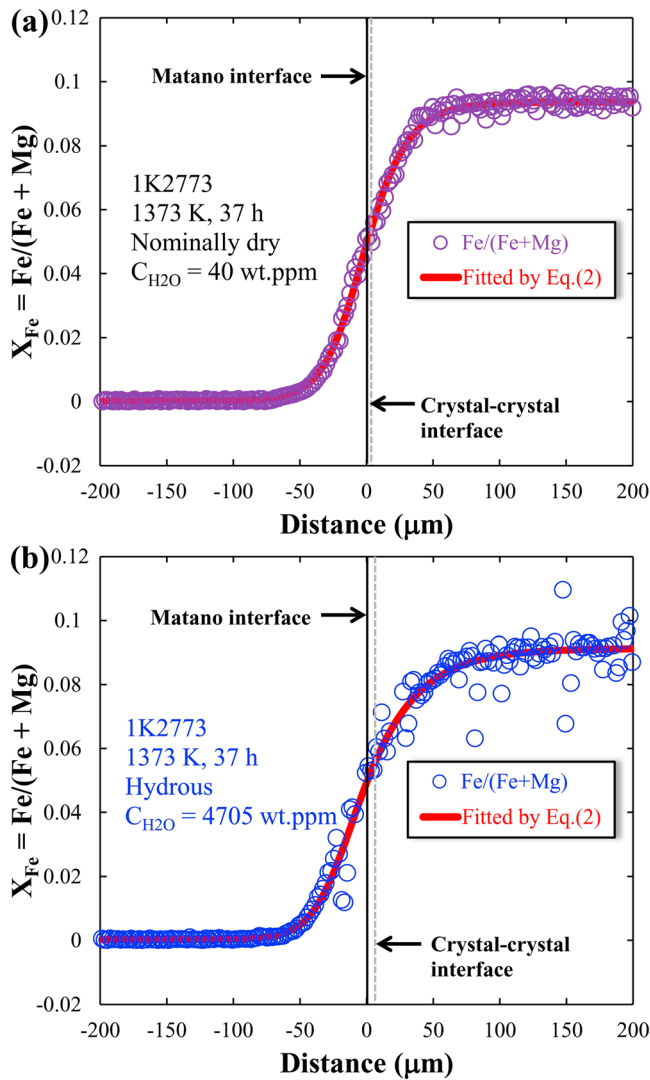 (a)
0.12
0.1
0.08
0.06
0.04
0.02
0
-0.02
X_Fe = Fe/(Fe + Mg)
Matano interface
1K2773
1373 K, 37 h
Nominally dry
C_H2O = 40 wt.ppm
Fe/(Fe+Mg)
Fitted by Eq.(2)
Crystal-crystal
interface
-200 -150 -100 -50 0 50 100 150 200
Distance (μm)
(b)
0.12
0.1
0.08
0.06
0.04
0.02
0
-0.02
X_Fe = Fe/(Fe + Mg)
Matano interface
1K2773
1373 K, 37 h
Hydrous
C_H2O = 4705 wt.ppm
Fe/(Fe+Mg)
Fitted by Eq.(2)
Crystal-crystal
interface
-200 -150 -100 -50 0 50 100 150 200
Distance (μm)